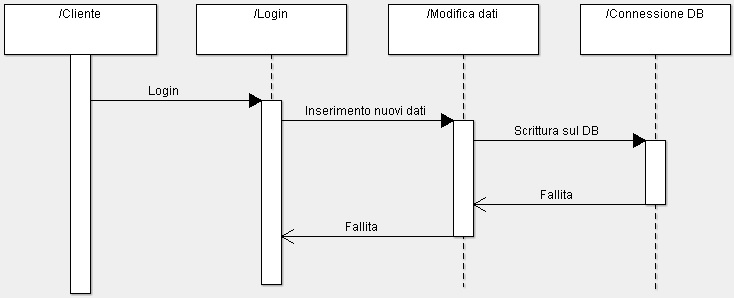 /Cliente
/Login
/Modifica dati
/Connessione DB
Login
Inserimento nuovi dati
Scrittura sul DB
Fallita
Fallita